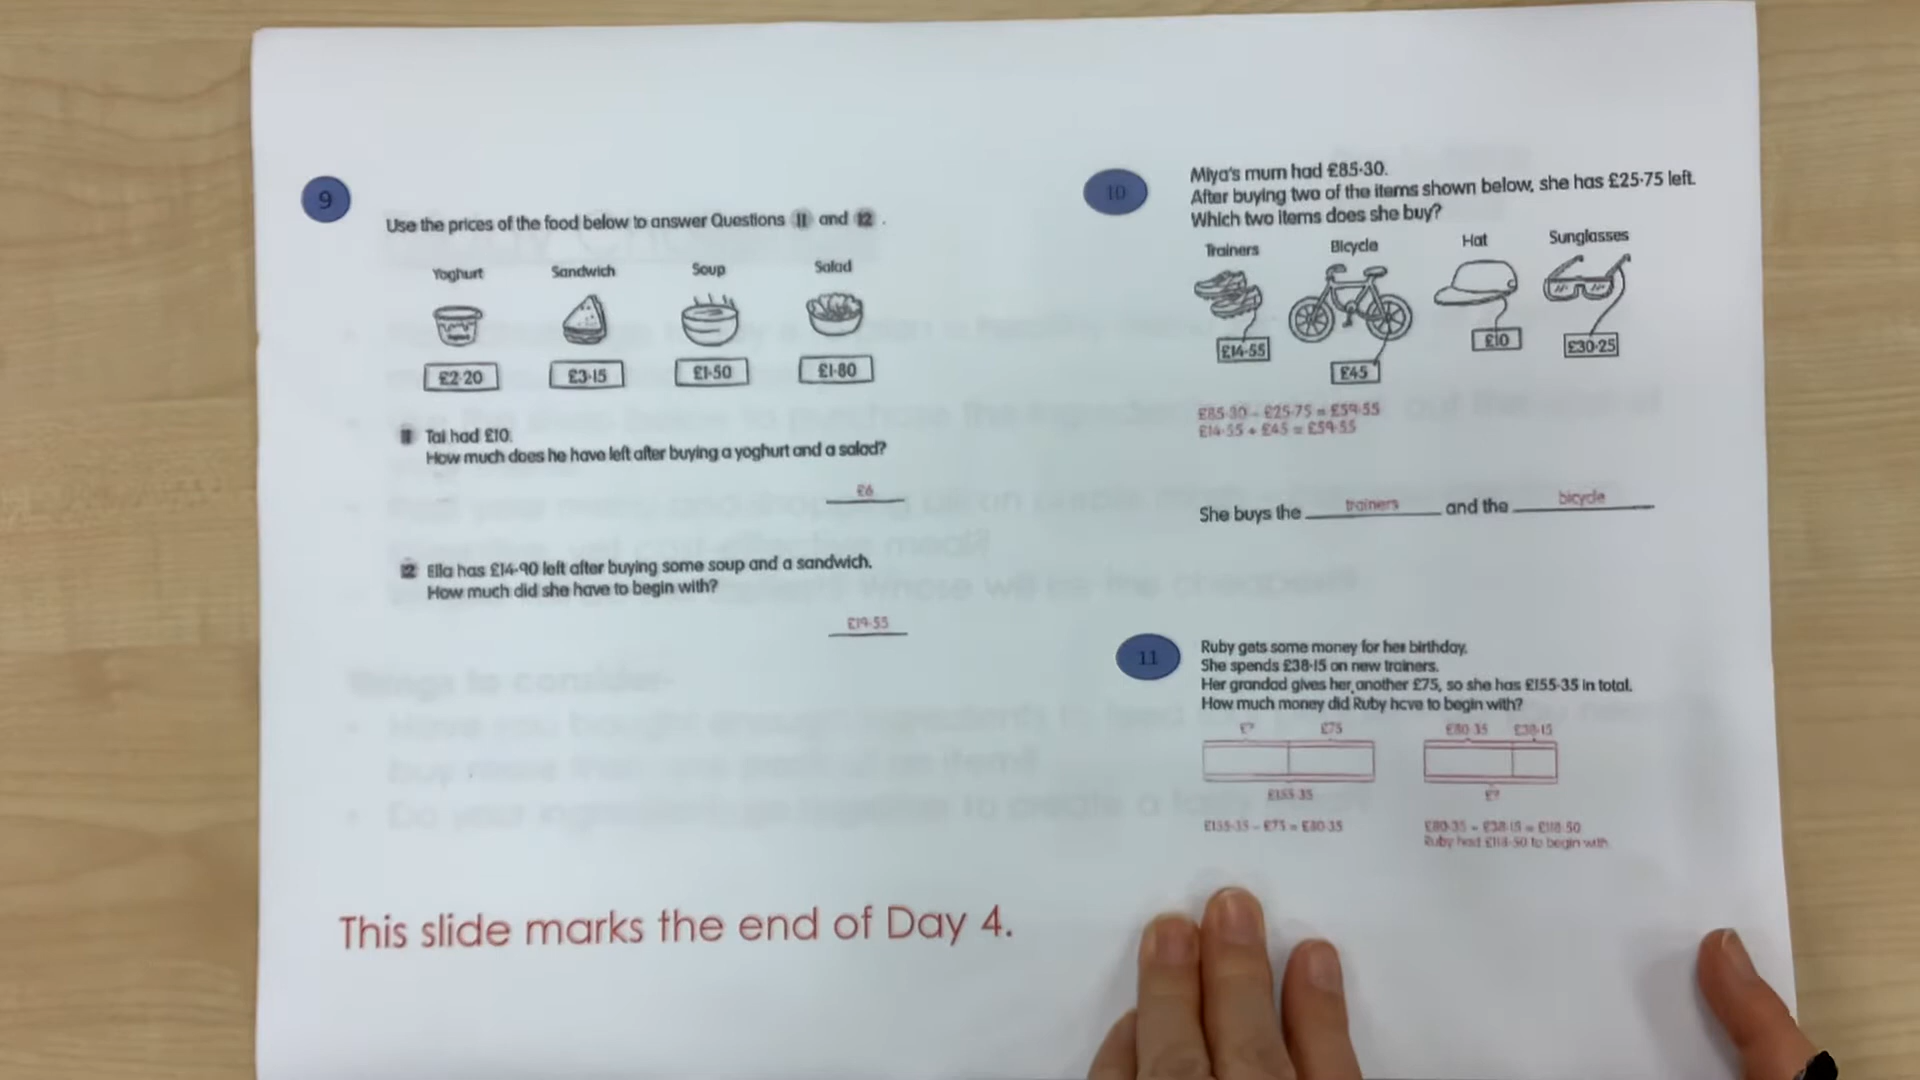 9
Use the prices of the food below to answer Questions 11 and 12.
Yoghurt Sandwich Soup Salad
£2·20 £3·15 £1·50 £1·80
11 Tai had £10.
How much does he have left after buying a yoghurt and a salad?
£6
12 Ella has £14·90 left after buying some soup and a sandwich.
How much did she have to begin with?
£19·55
This slide marks the end of Day 4.
10
Miya's mum had £85·30.
After buying two of the items shown below, she has £25·75 left.
Which two items does she buy?
Trainers Bicycle Hat Sunglasses
£14·55 £45 £10 £30·25
£85·30 – £25·75 = £59·55
£14·55 + £45 = £59·55
She buys the trainers and the bicycle
11
Ruby gets some money for her birthday.
She spends £38·15 on new trainers.
Her grandad gives her another £75, so she has £155·35 in total.
How much money did Ruby have to begin with?
£? £75 £80·35 £38·15
£155·35 £?
£155·35 – £75 = £80·35
£80·35 + £38·15 = £118·50
Ruby had £118·50 to begin with.